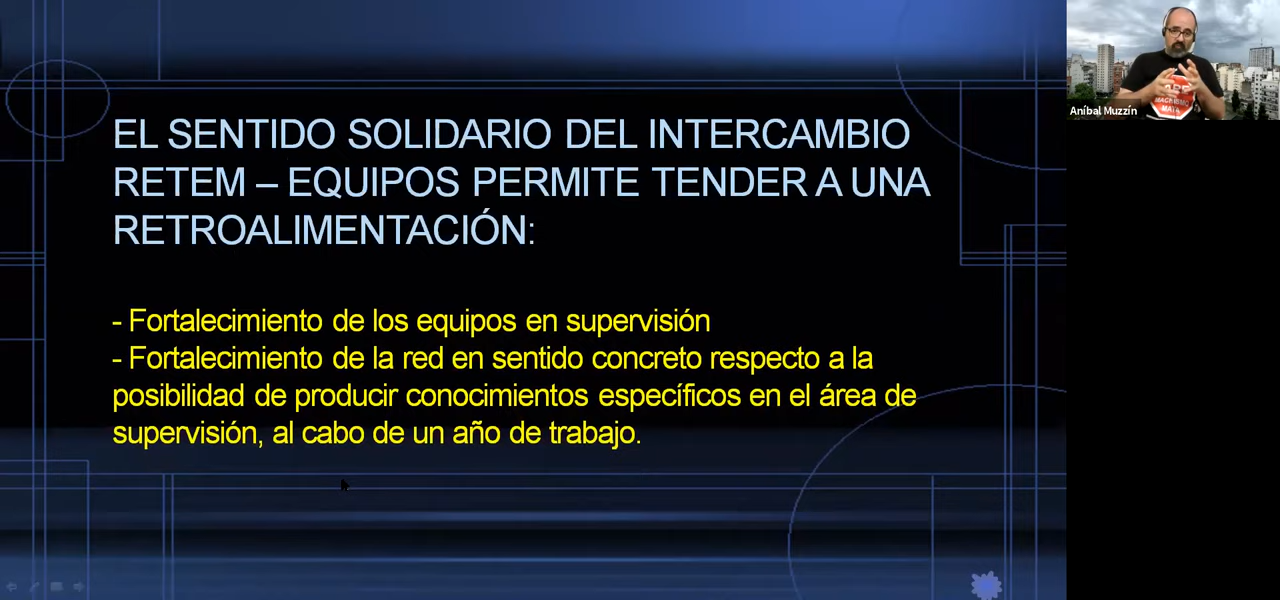 EL SENTIDO SOLIDARIO DEL INTERCAMBIO
RETEM – EQUIPOS PERMITE TENDER A UNA
RETROALIMENTACIÓN:
- Fortalecimiento de los equipos en supervisión
- Fortalecimiento de la red en sentido concreto respecto a la
posibilidad de producir conocimientos específicos en el área de
supervisión, al cabo de un año de trabajo.
Aníbal Muzzín
MACHISMO
MATA